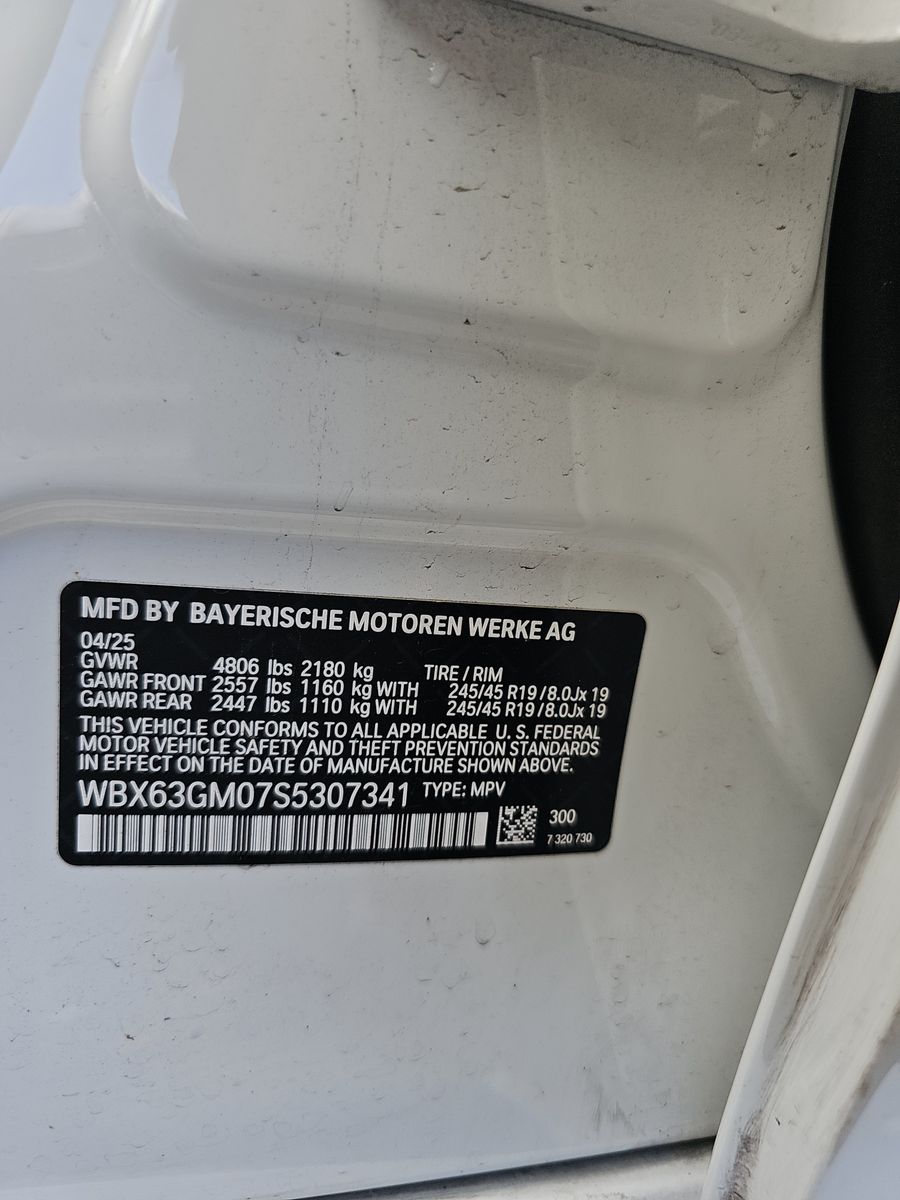 MFD BY BAYERISCHE MOTOREN WERKE AG
04/25
GVWR 4806 lbs 2180 kg TIRE / RIM
GAWR FRONT 2557 lbs 1160 kg WITH 245/45 R19 /8.0Jx 19
GAWR REAR 2447 lbs 1110 kg WITH 245/45 R19 /8.0Jx 19
THIS VEHICLE CONFORMS TO ALL APPLICABLE U. S. FEDERAL
MOTOR VEHICLE SAFETY AND THEFT PREVENTION STANDARDS
IN EFFECT ON THE DATE OF MANUFACTURE SHOWN ABOVE.
WBX63GM07S5307341 TYPE: MPV
300
7 320 730